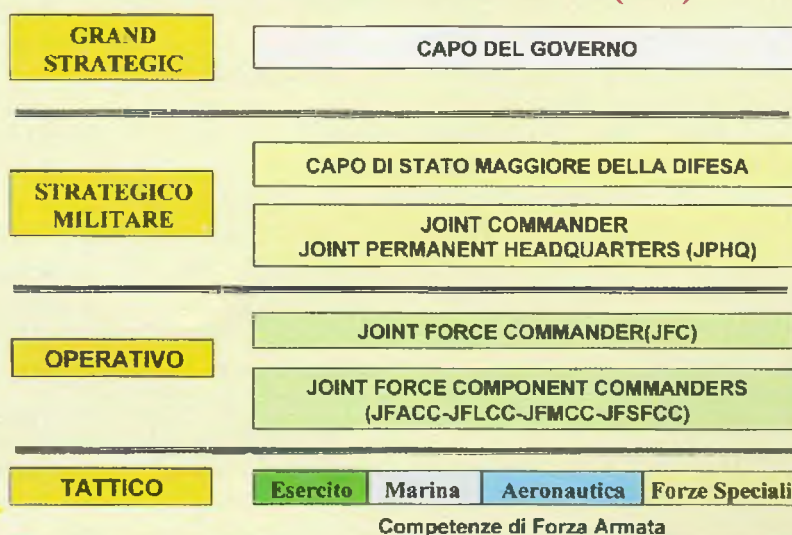 GRAND
STRATEGIC
CAPO DEL GOVERNO
CAPO DI STATO MAGGIORE DELLA DIFESA
STRATEGICO
MILITARE
JOINT COMMANDER
JOINT PERMANENT HEADQUARTERS (JPHQ)
JOINT FORCE COMMANDER(JFC)
OPERATIVO
JOINT FORCE COMPONENT COMMANDERS
(JFACC-JFLCC-JFMCC-JFSFCC)
TATTICO
Esercito Marina Aeronautica Forze Speciali
Competenze di Forza Armata